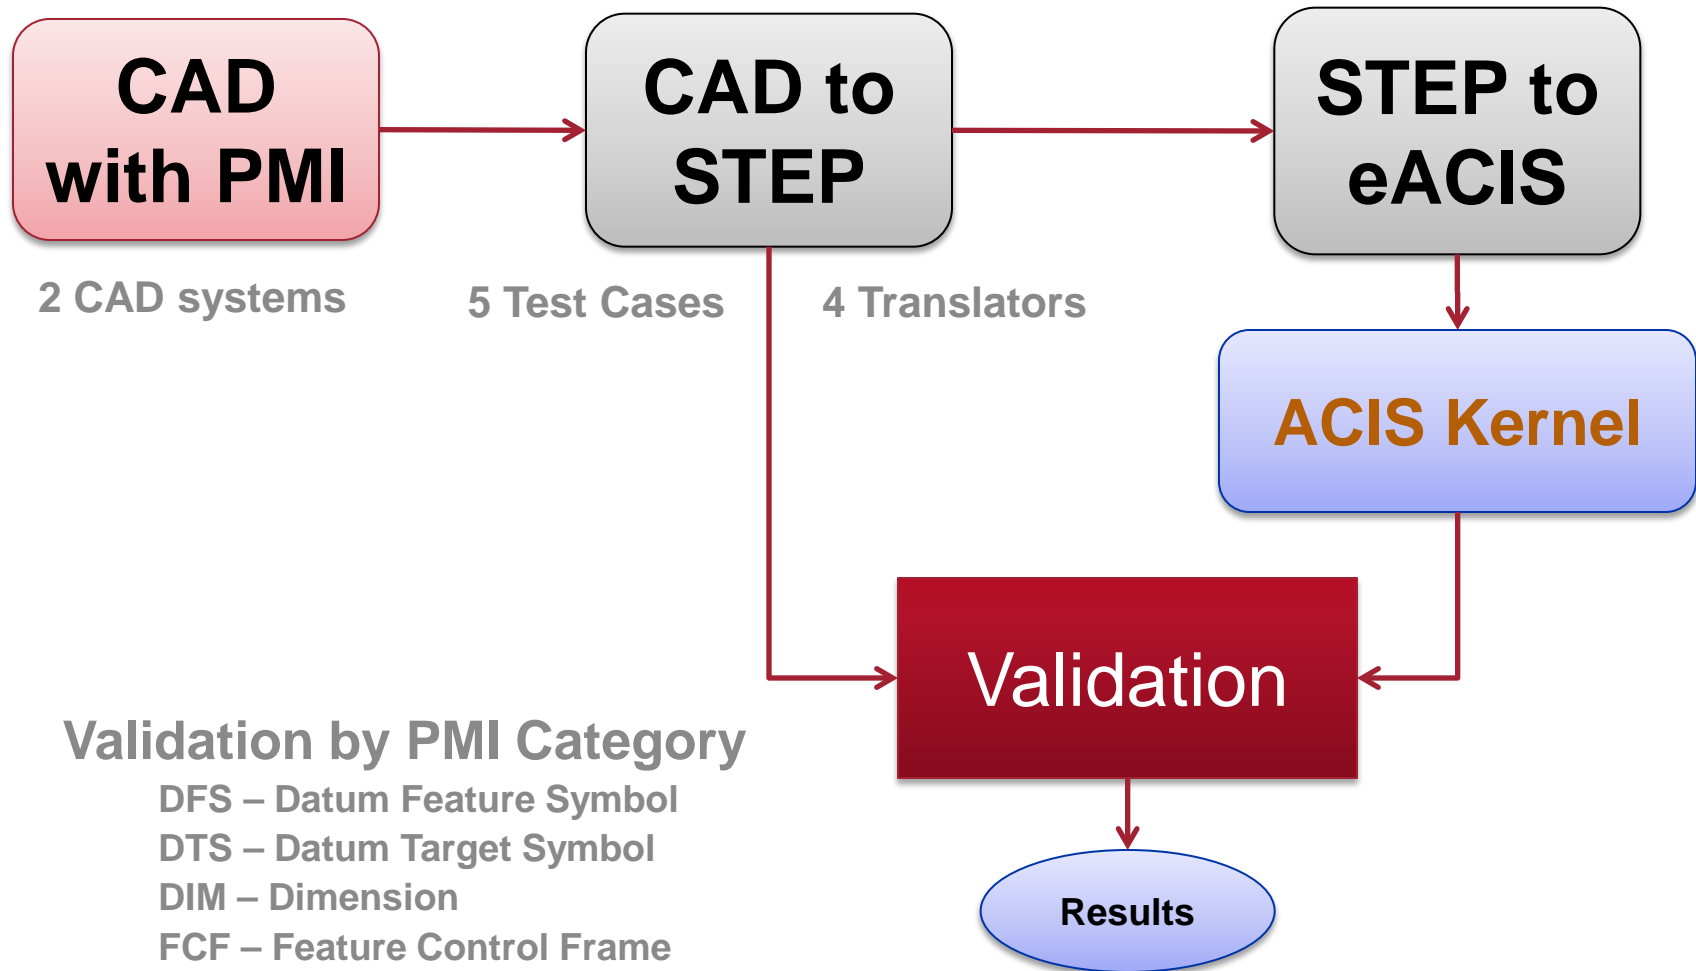 CAD
with PMI
CAD to
STEP
STEP to
eACIS
2 CAD systems
5 Test Cases
4 Translators
ACIS Kernel
Validation
Validation by PMI Category
DFS – Datum Feature Symbol
DTS – Datum Target Symbol
DIM – Dimension
FCF – Feature Control Frame
Results